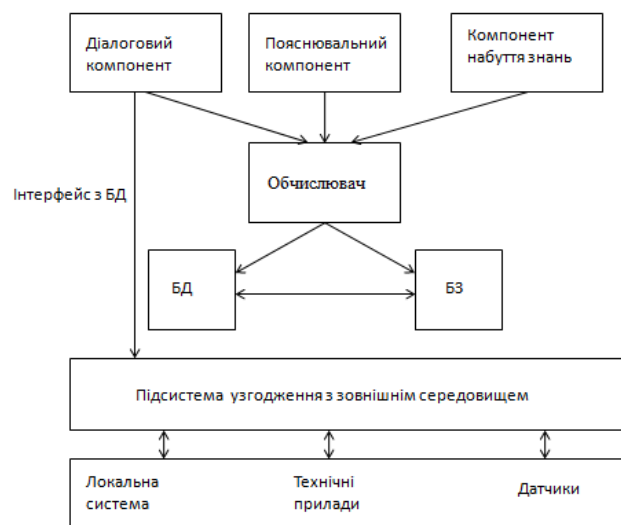 Діалоговий
компонент
Пояснювальний
компонент
Компонент
набуття знань
Обчислювач
Інтерфейс з БД
БД
БЗ
Підсистема узгодження з зовнішнім середовищем
Локальна
система
Технічні
прилади
Датчики